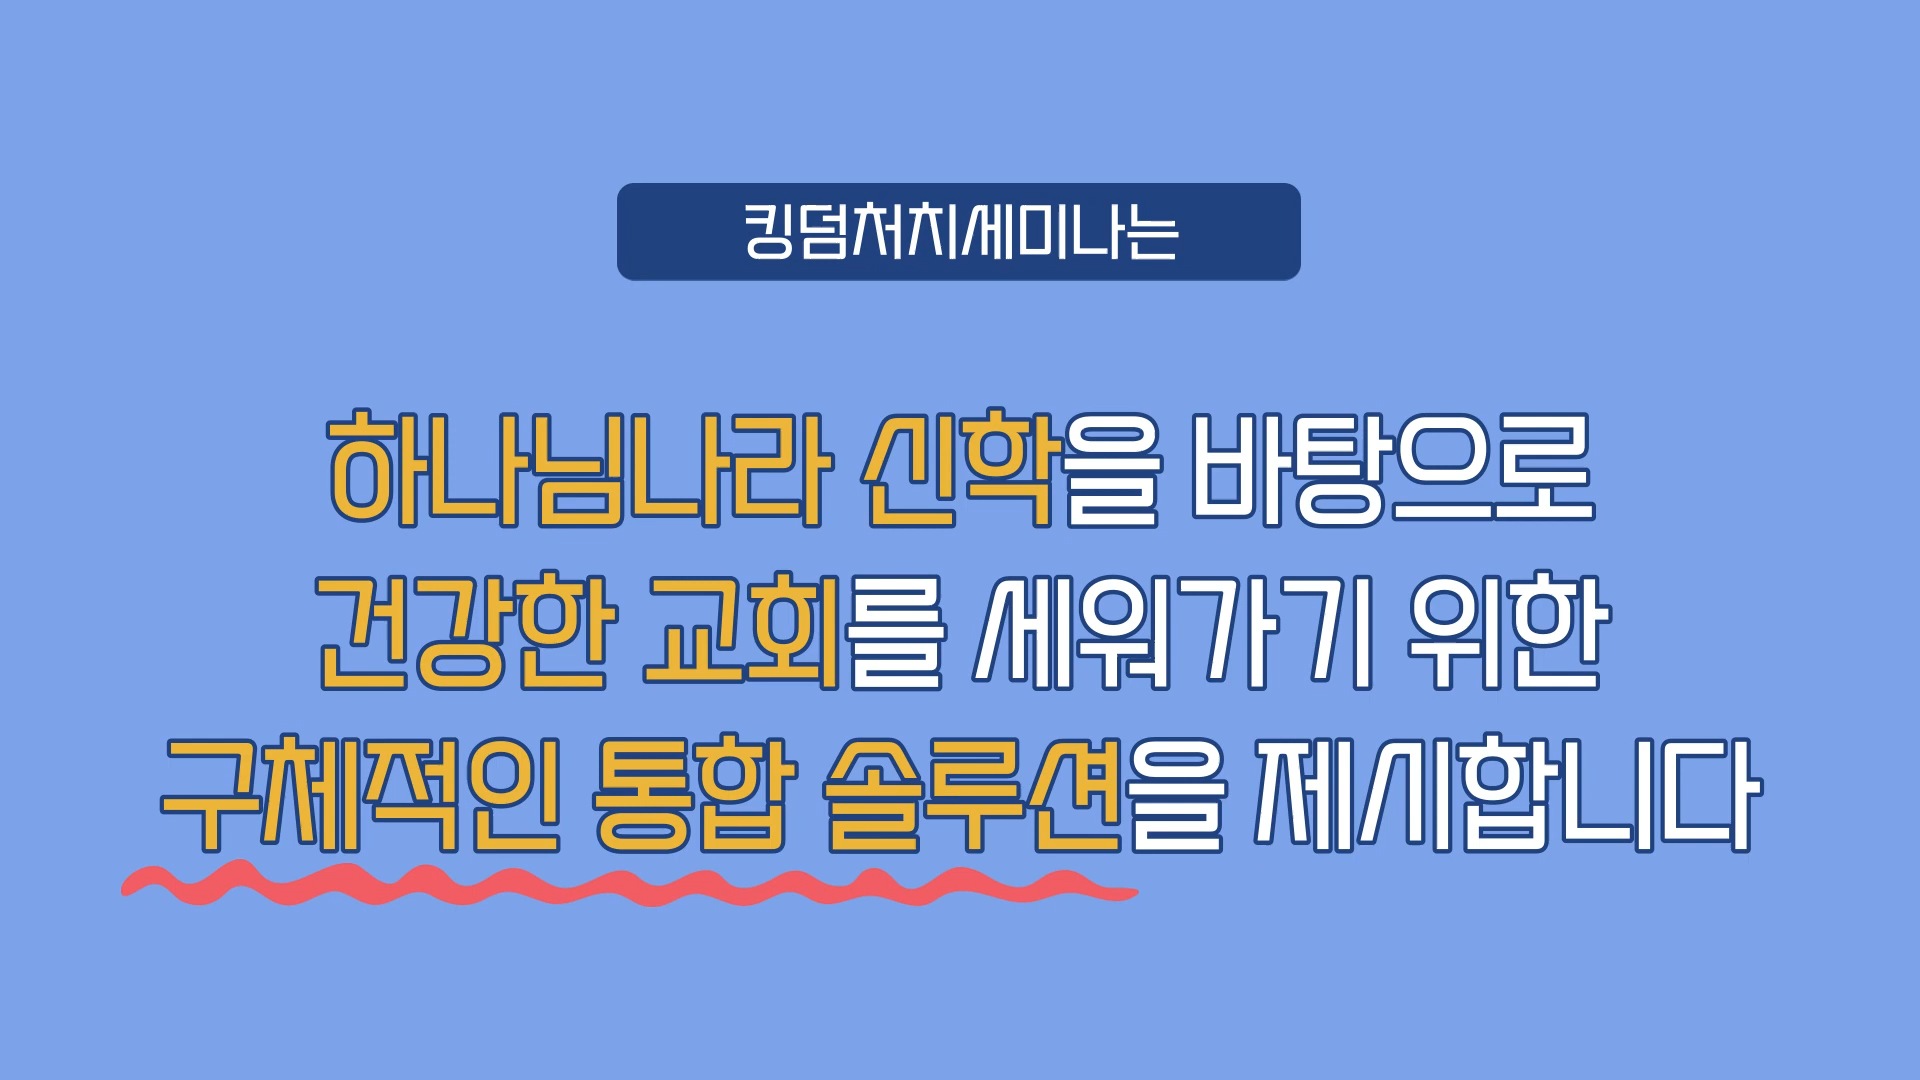 킹덤처치세미나는
하나님나라 신학을 바탕으로
건강한 교회를 세워가기 위한
구체적인 통합 솔루션을 제시합니다